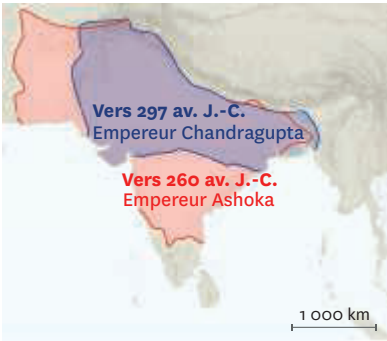 Vers 297 av. J.-C.
Empereur Chandragupta
Vers 260 av. J.-C.
Empereur Ashoka
1 000 km